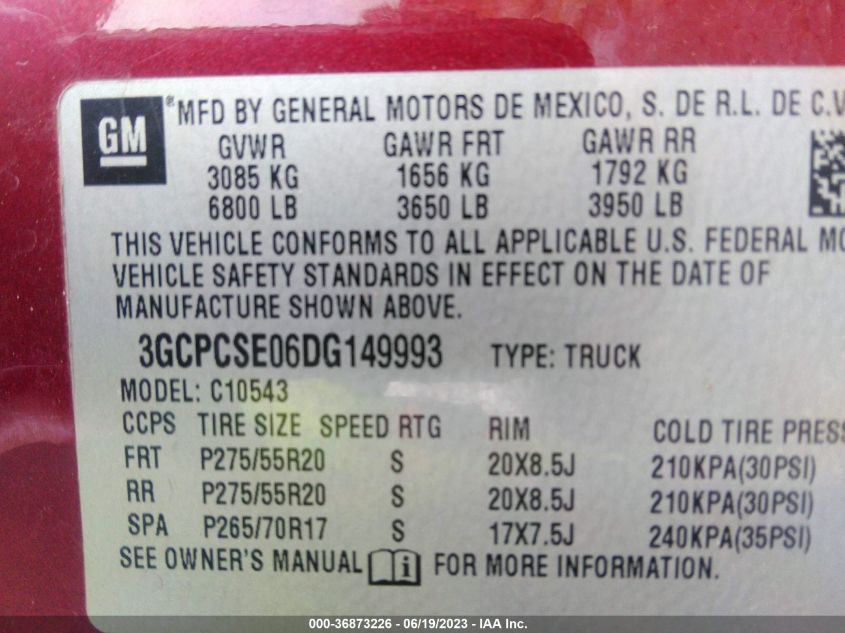 GM
® MFD BY GENERAL MOTORS DE MEXICO, S. DE R.L. DE C.V
GVWR GAWR FRT GAWR RR
3085 KG 1656 KG 1792 KG
6800 LB 3650 LB 3950 LB
THIS VEHICLE CONFORMS TO ALL APPLICABLE U.S. FEDERAL MO
VEHICLE SAFETY STANDARDS IN EFFECT ON THE DATE OF
MANUFACTURE SHOWN ABOVE.
3GCPCSE06DG149993 TYPE: TRUCK
MODEL: C10543
CCPS TIRE SIZE SPEED RTG RIM COLD TIRE PRESS
FRT P275/55R20 S 20X8.5J 210KPA(30PSI)
RR P275/55R20 S 20X8.5J 210KPA(30PSI)
SPA P265/70R17 S 17X7.5J 240KPA(35PSI)
SEE OWNER'S MANUAL i FOR MORE INFORMATION.
000-36873226 - 06/19/2023 - IAA Inc.